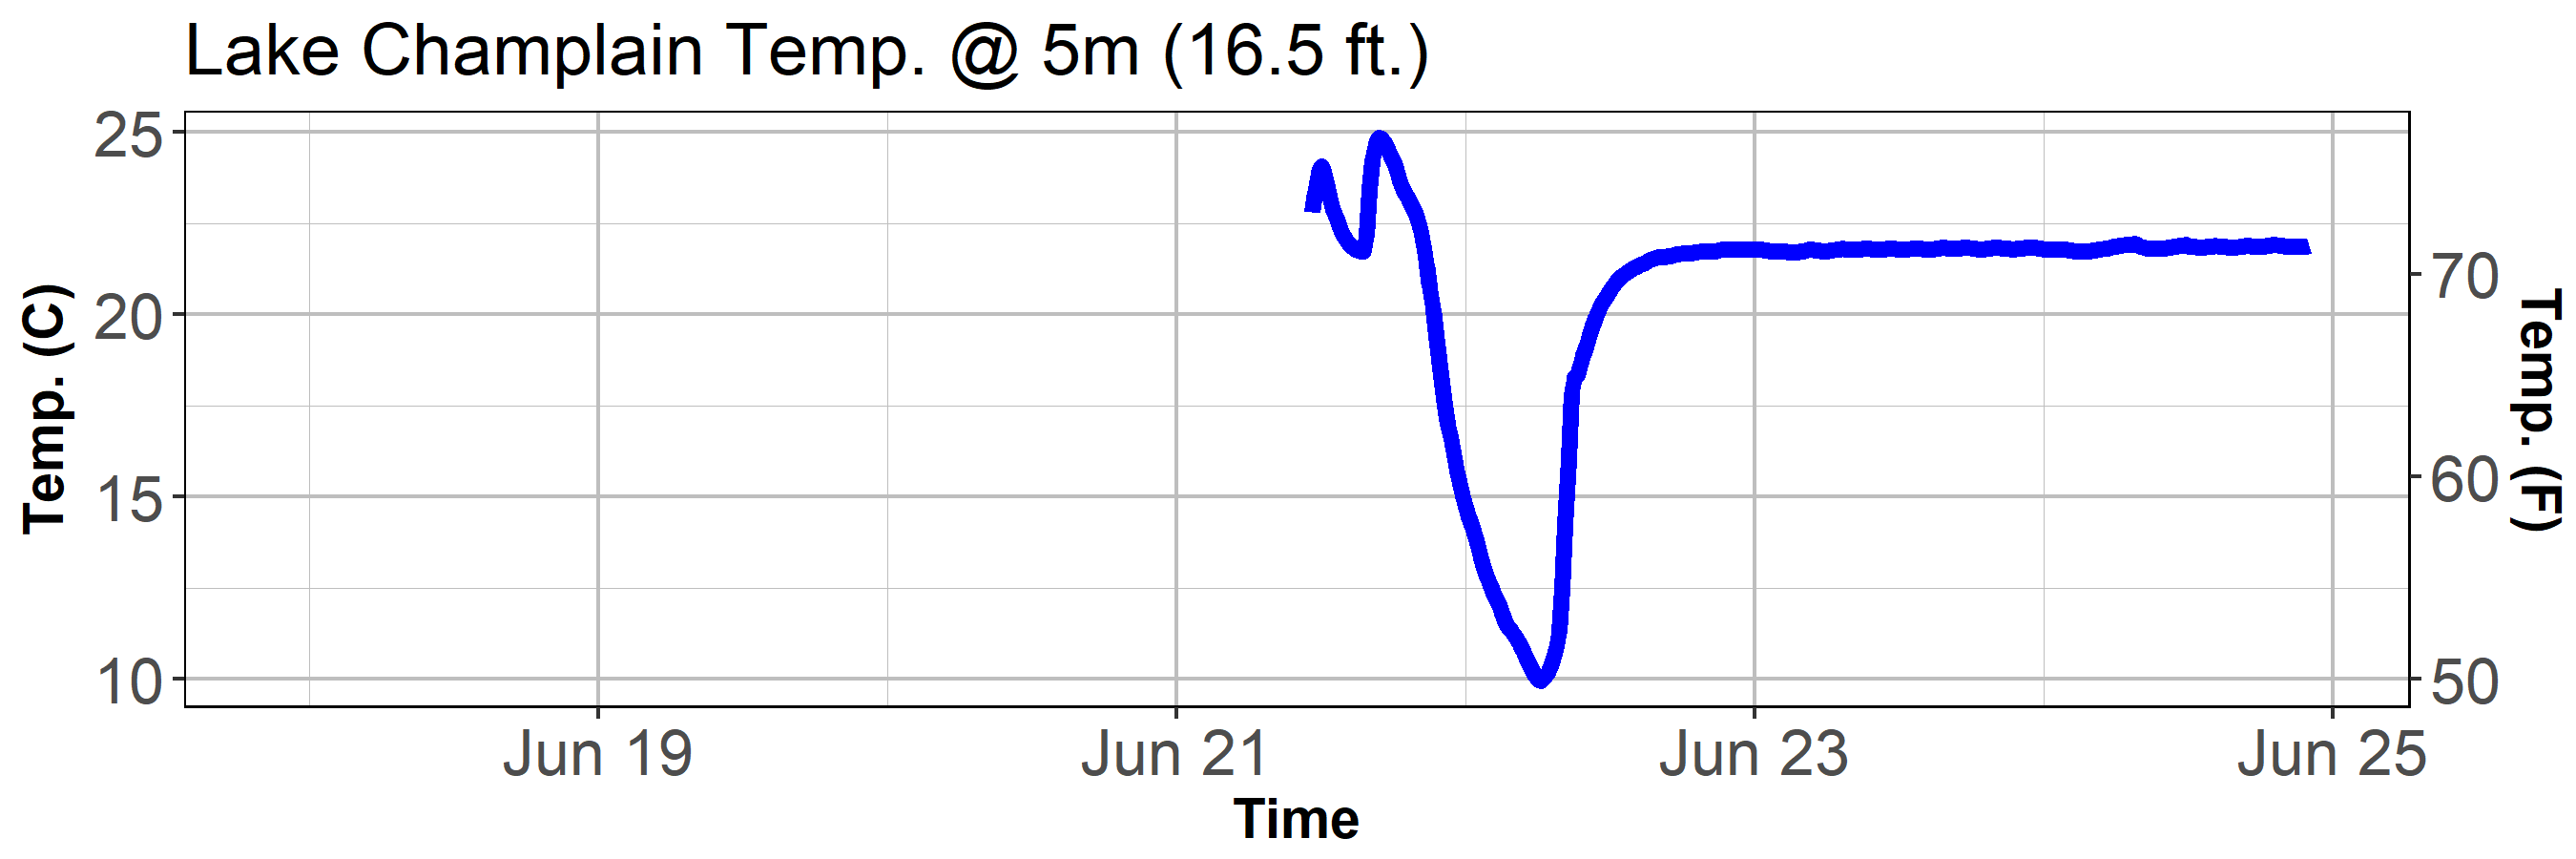 Lake Champlain Temp. @ 5m (16.5 ft.)
Temp. (C)
25
20
15
10
70
60
50
Temp. (F)
Jun 19
Jun 21
Jun 23
Jun 25
Time